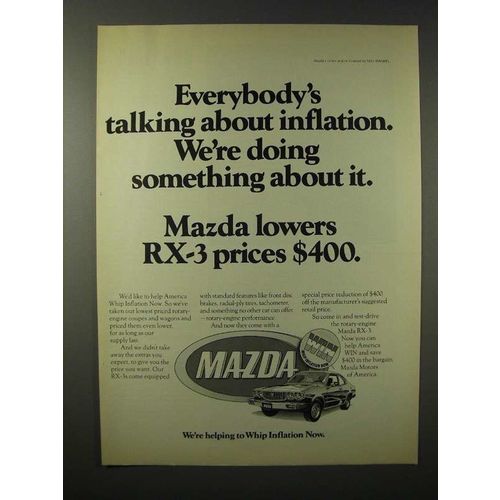 Everybody's
talking about inflation.
We're doing
something about it.
Mazda lowers
RX-3 prices $400.
We'd like to help America
Whip Inflation Now. So we've
taken our lowest priced rotary-
engine coupes and wagons and
priced them even lower,
for as long as our
supply lasts.
And we didn't take
away the extras you
expect, to give you the
price you want. Our
RX-3s come equipped
with standard features like front disc
brakes, radial-ply tires, tachometer,
and something no other car can offer
—rotary-engine performance.
And now they come with a
special price reduction of $400
off the manufacturer's suggested
retail price.
So come in and test-drive
the rotary-engine
Mazda RX-3.
Now you can
help America
WIN and save
$400 in the bargain.
Mazda Motors
of America.
MAZDA
We're helping to Whip Inflation Now.